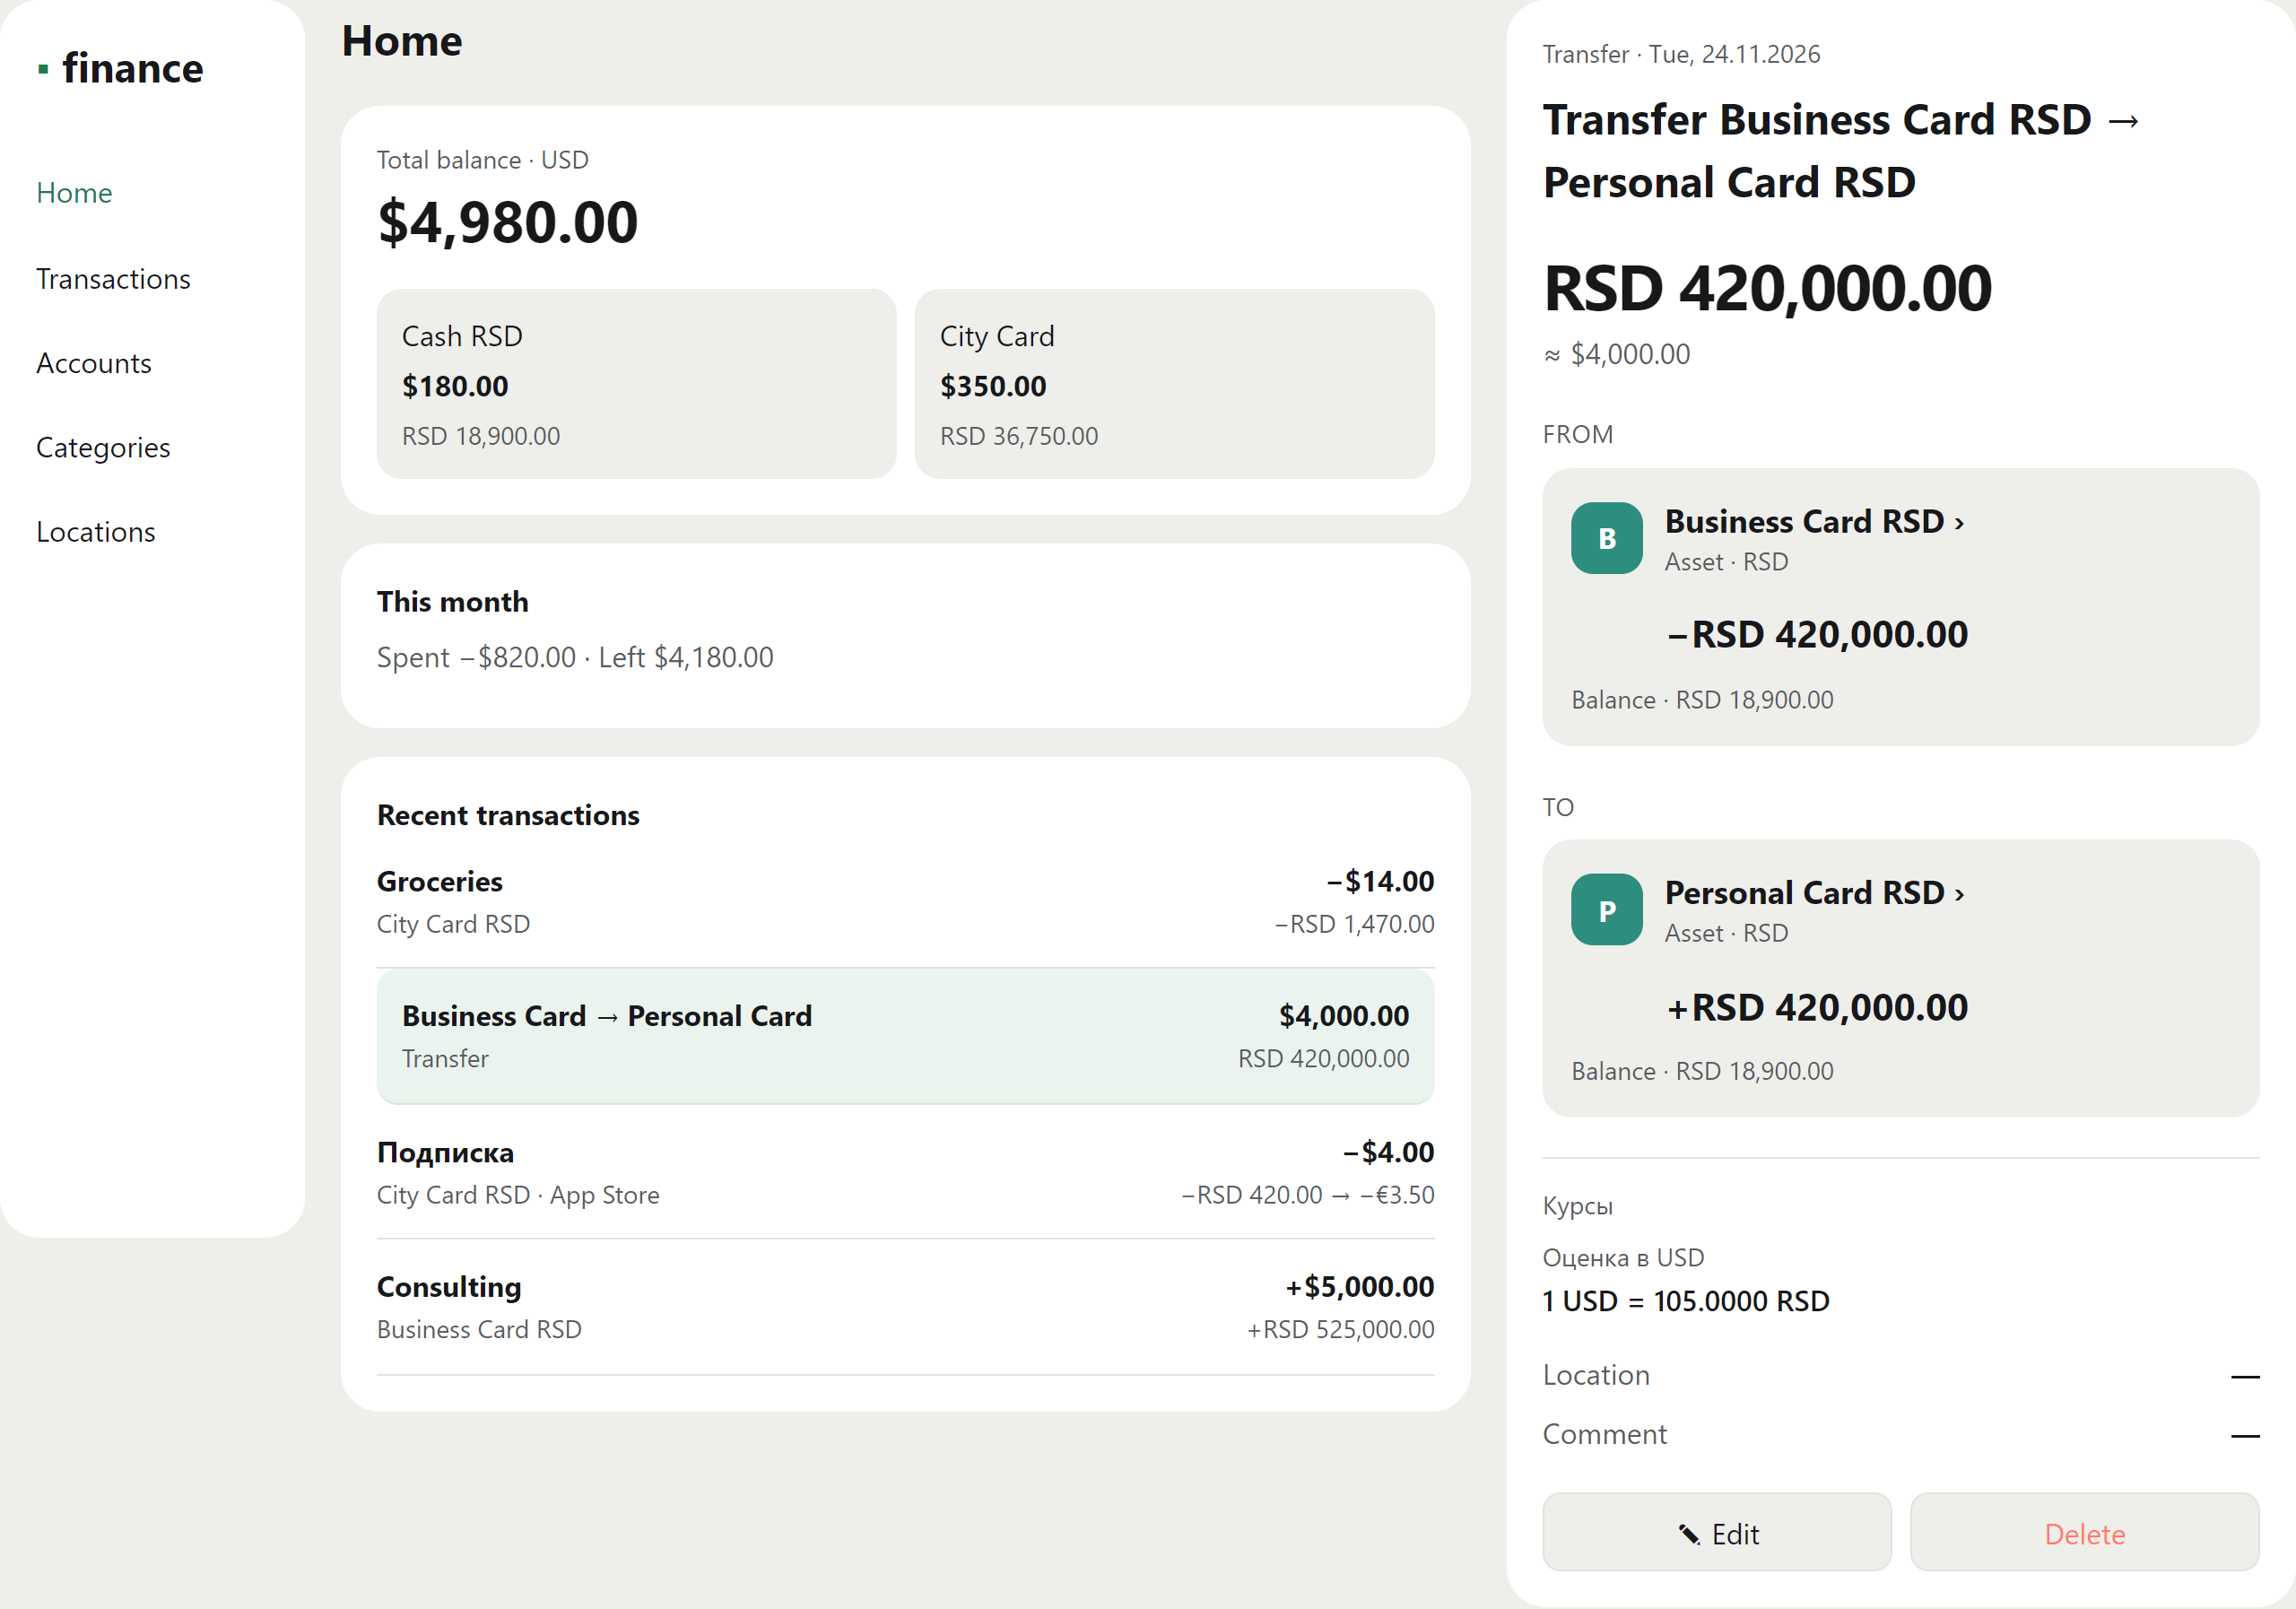 finance
Home
Transactions
Accounts
Categories
Locations
Home
Total balance · USD
$4,980.00
Cash RSD
$180.00
RSD 18,900.00
City Card
$350.00
RSD 36,750.00
This month
Spent −$820.00 · Left $4,180.00
Recent transactions
Groceries
−$14.00
City Card RSD
−RSD 1,470.00
Business Card → Personal Card
$4,000.00
Transfer
RSD 420,000.00
Подписка
−$4.00
City Card RSD · App Store
−RSD 420.00 → −€3.50
Consulting
+$5,000.00
Business Card RSD
+RSD 525,000.00
Transfer · Tue, 24.11.2026
Transfer Business Card RSD →
Personal Card RSD
RSD 420,000.00
≈ $4,000.00
FROM
B
Business Card RSD ›
Asset · RSD
−RSD 420,000.00
Balance · RSD 18,900.00
TO
P
Personal Card RSD ›
Asset · RSD
+RSD 420,000.00
Balance · RSD 18,900.00
Курсы
Оценка в USD
1 USD = 105.0000 RSD
Location
—
Comment
—
Edit
Delete